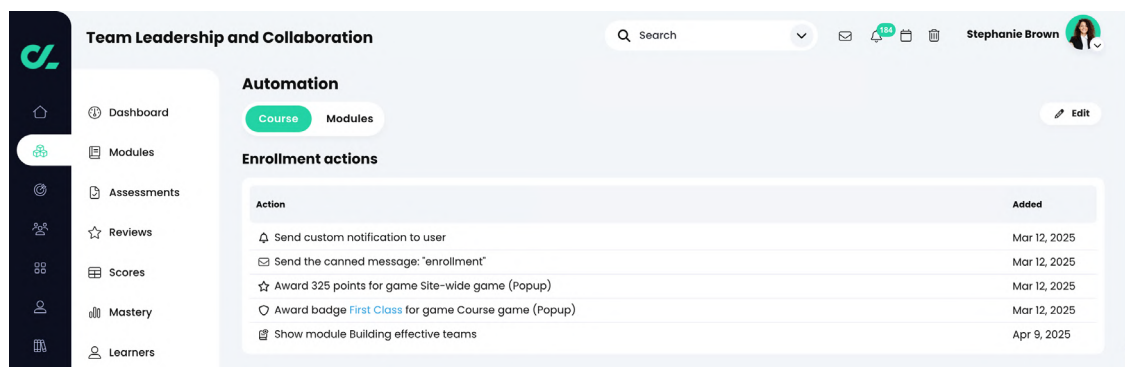 Team Leadership and Collaboration
Search
184
Stephanie Brown
Automation
Dashboard
Course Modules
Edit
Modules
Enrollment actions
Assessments
Action Added
Reviews
Send custom notification to user Mar 12, 2025
Send the canned message: "enrollment" Mar 12, 2025
Scores
Award 325 points for game Site-wide game (Popup) Mar 12, 2025
Mastery
Award badge First Class for game Course game (Popup) Mar 12, 2025
Show module Building effective teams Apr 9, 2025
Learners